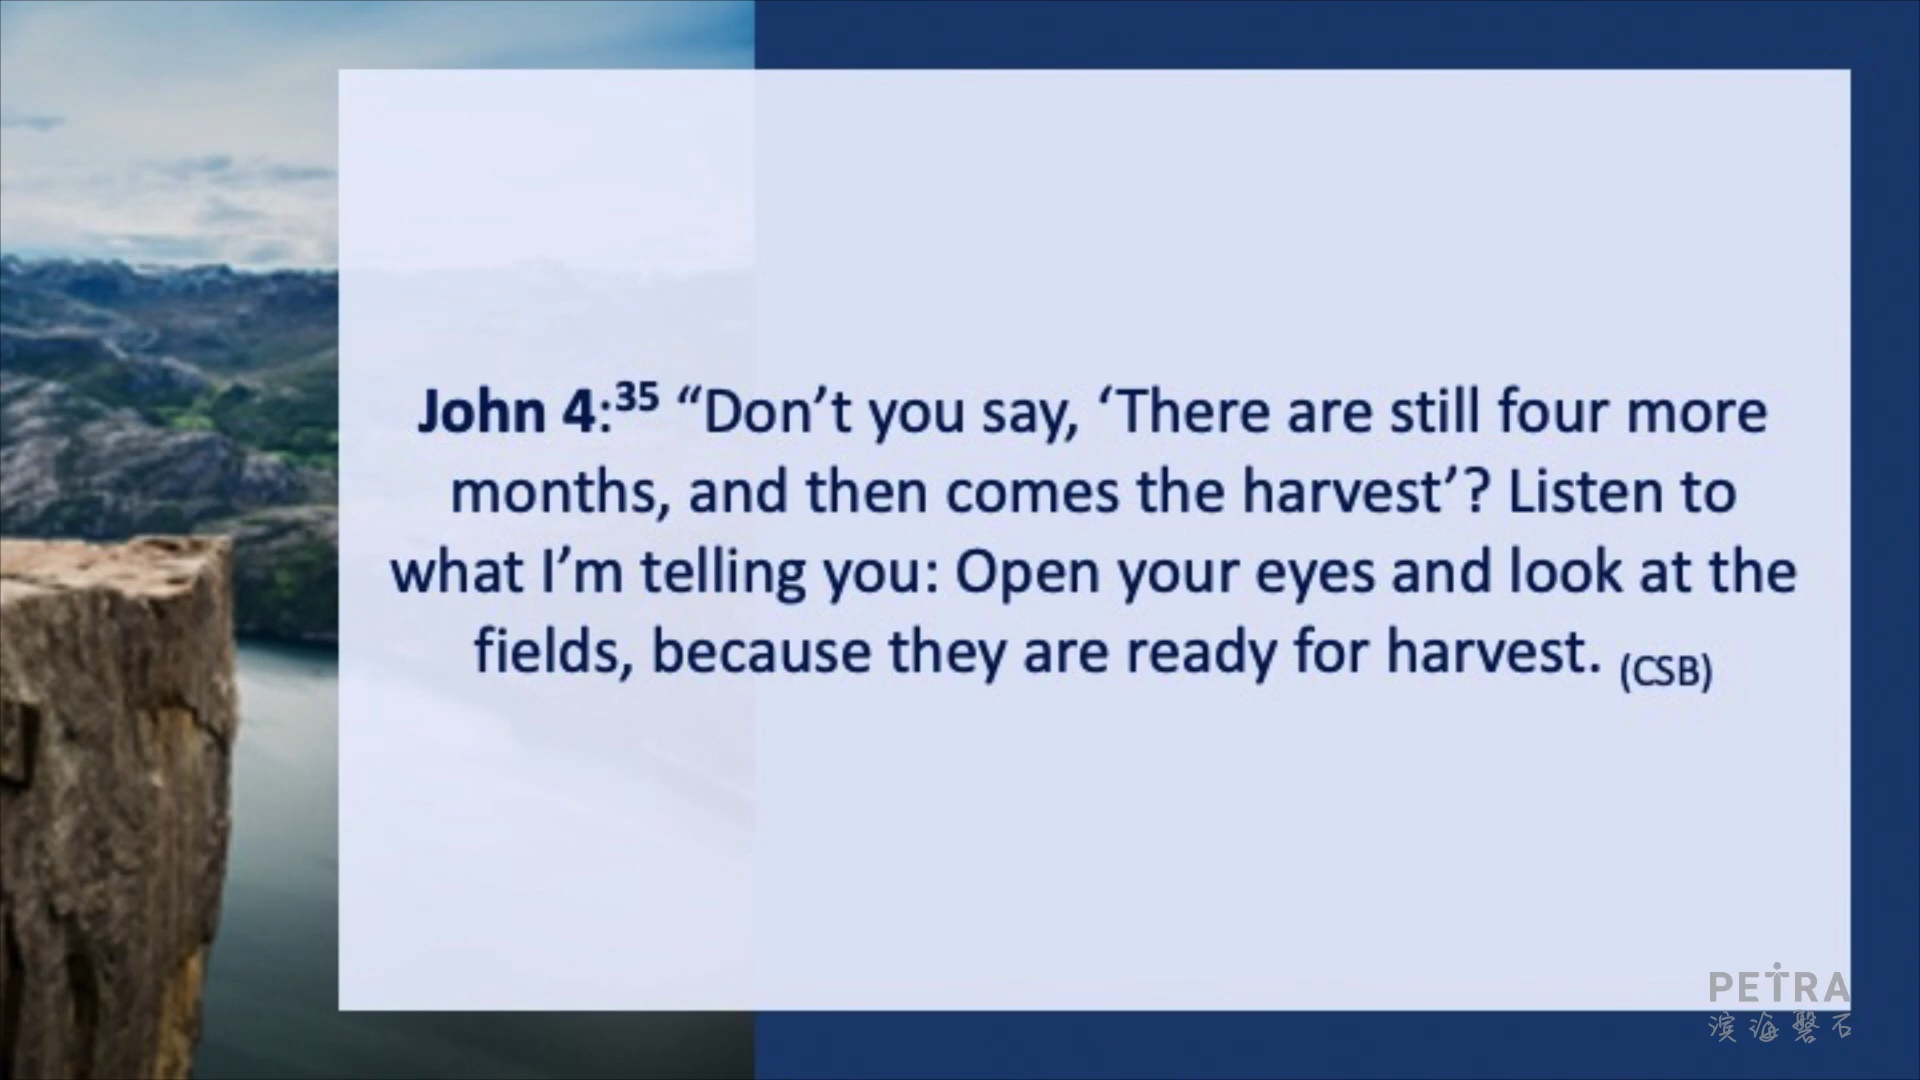 John 4:35 “Don’t you say, ‘There are still four more
months, and then comes the harvest’? Listen to
what I’m telling you: Open your eyes and look at the
fields, because they are ready for harvest. (CSB)
PETRA
滨海磐石